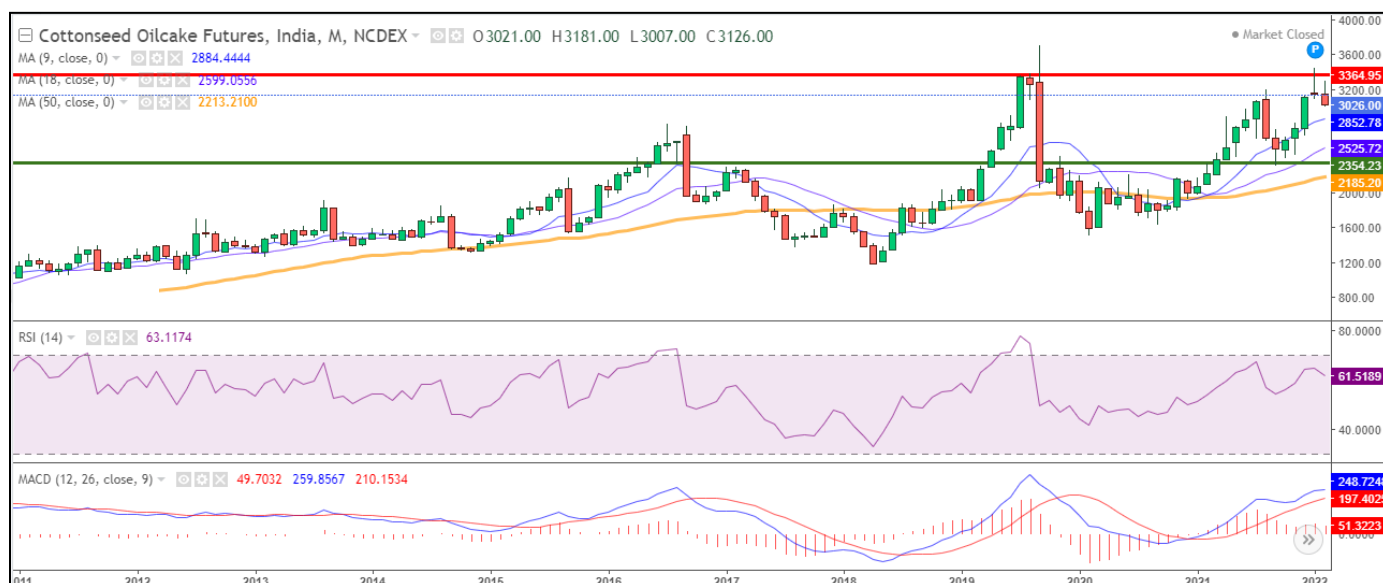 Cottonseed Oilcake Futures, India, M, NCDEX O3021.00 H3181.00 L3007.00 C3126.00
Market Closed
MA (9, close, 0) 2884.4444
MA (18, close, 0) 2599.0556
MA (50, close, 0) 2213.2100
P
4000.00
3600.00
3364.95
3200.00
3026.00
2852.78
2525.72
2354.23
2185.20
2000.00
1600.00
1200.00
800.00
RSI (14) 63.1174
80.0000
61.5189
40.0000
MACD (12, 26, close, 9) 49.7032 259.8567 210.1534
248.7248
197.4025
51.3223
0.0000
2011 2012 2013 2014 2015 2016 2017 2018 2019 2020 2021 2022